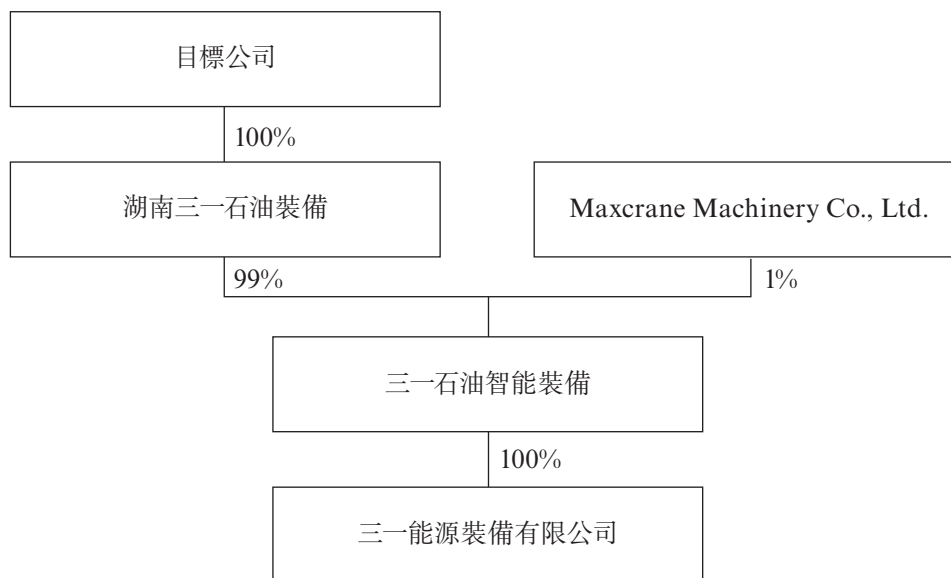 目標公司
100%
湖南三一石油裝備
Maxcrane Machinery Co., Ltd.
99%
1%
三一石油智能裝備
100%
三一能源裝備有限公司